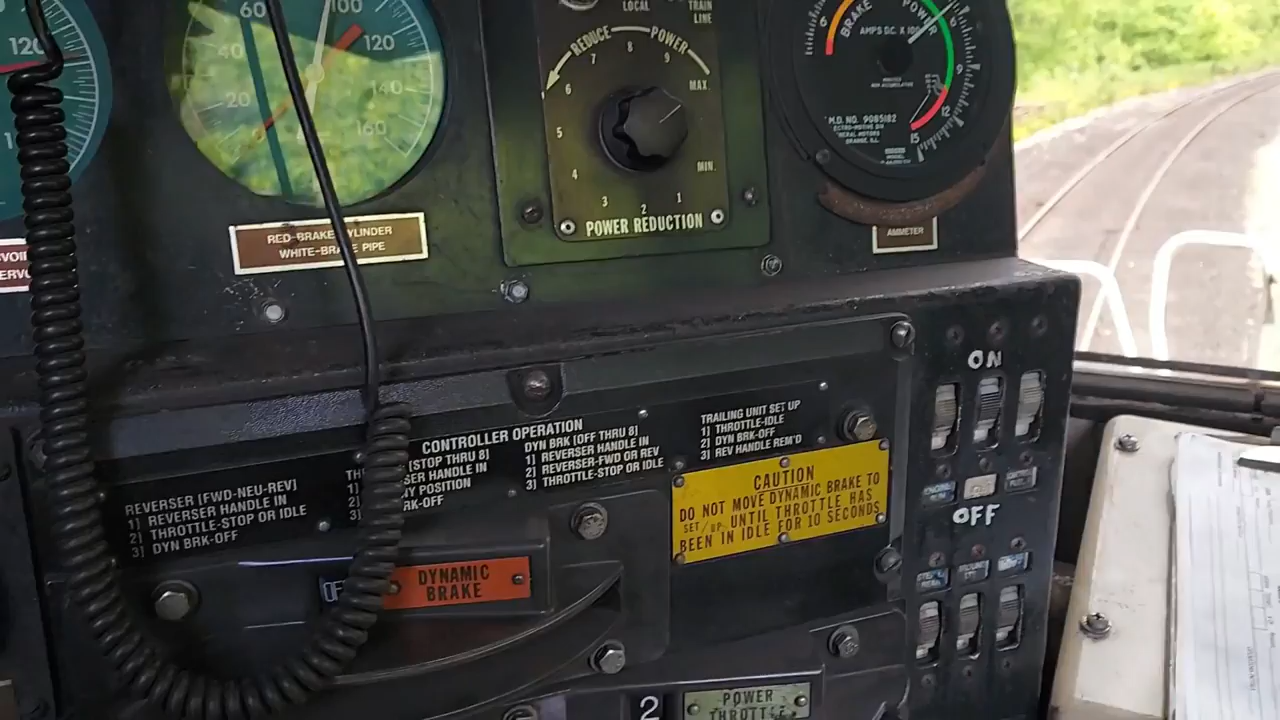 120
60
100
120
40
20
140
160
LOCAL
TRAIN
LINE
REDUCE POWER
8
7
9
6
MAX.
5
4
MIN.
3
2
1
POWER REDUCTION
BRAKE
POWER
AMPS D.C. X 100
6
6
9
12
15
M.D. NO. 9085182
AMMETER
RED-BRAKE CYLINDER
WHITE-BRAKE PIPE
CONTROLLER OPERATION
REVERSER [FWD-NEU-REV]
1] REVERSER HANDLE IN
2] THROTTLE-STOP OR IDLE
3] DYN BRK-OFF
[STOP THRU 8]
HANDLE IN
POSITION
DYN BRK [OFF THRU 8]
1] REVERSER HANDLE IN
2] REVERSER-FWD OR REV
3] THROTTLE-STOP OR IDLE
TRAILING UNIT SET UP
1] THROTTLE-IDLE
2] DYN BRK-OFF
3] REV HANDLE REM'D
CAUTION
DO NOT MOVE DYNAMIC BRAKE TO
SET/UP UNTIL THROTTLE HAS
BEEN IN IDLE FOR 10 SECONDS
ON
ENGINE
RUN
OFF
DYNAMIC
BRAKE
2
POWER
THROTTLE